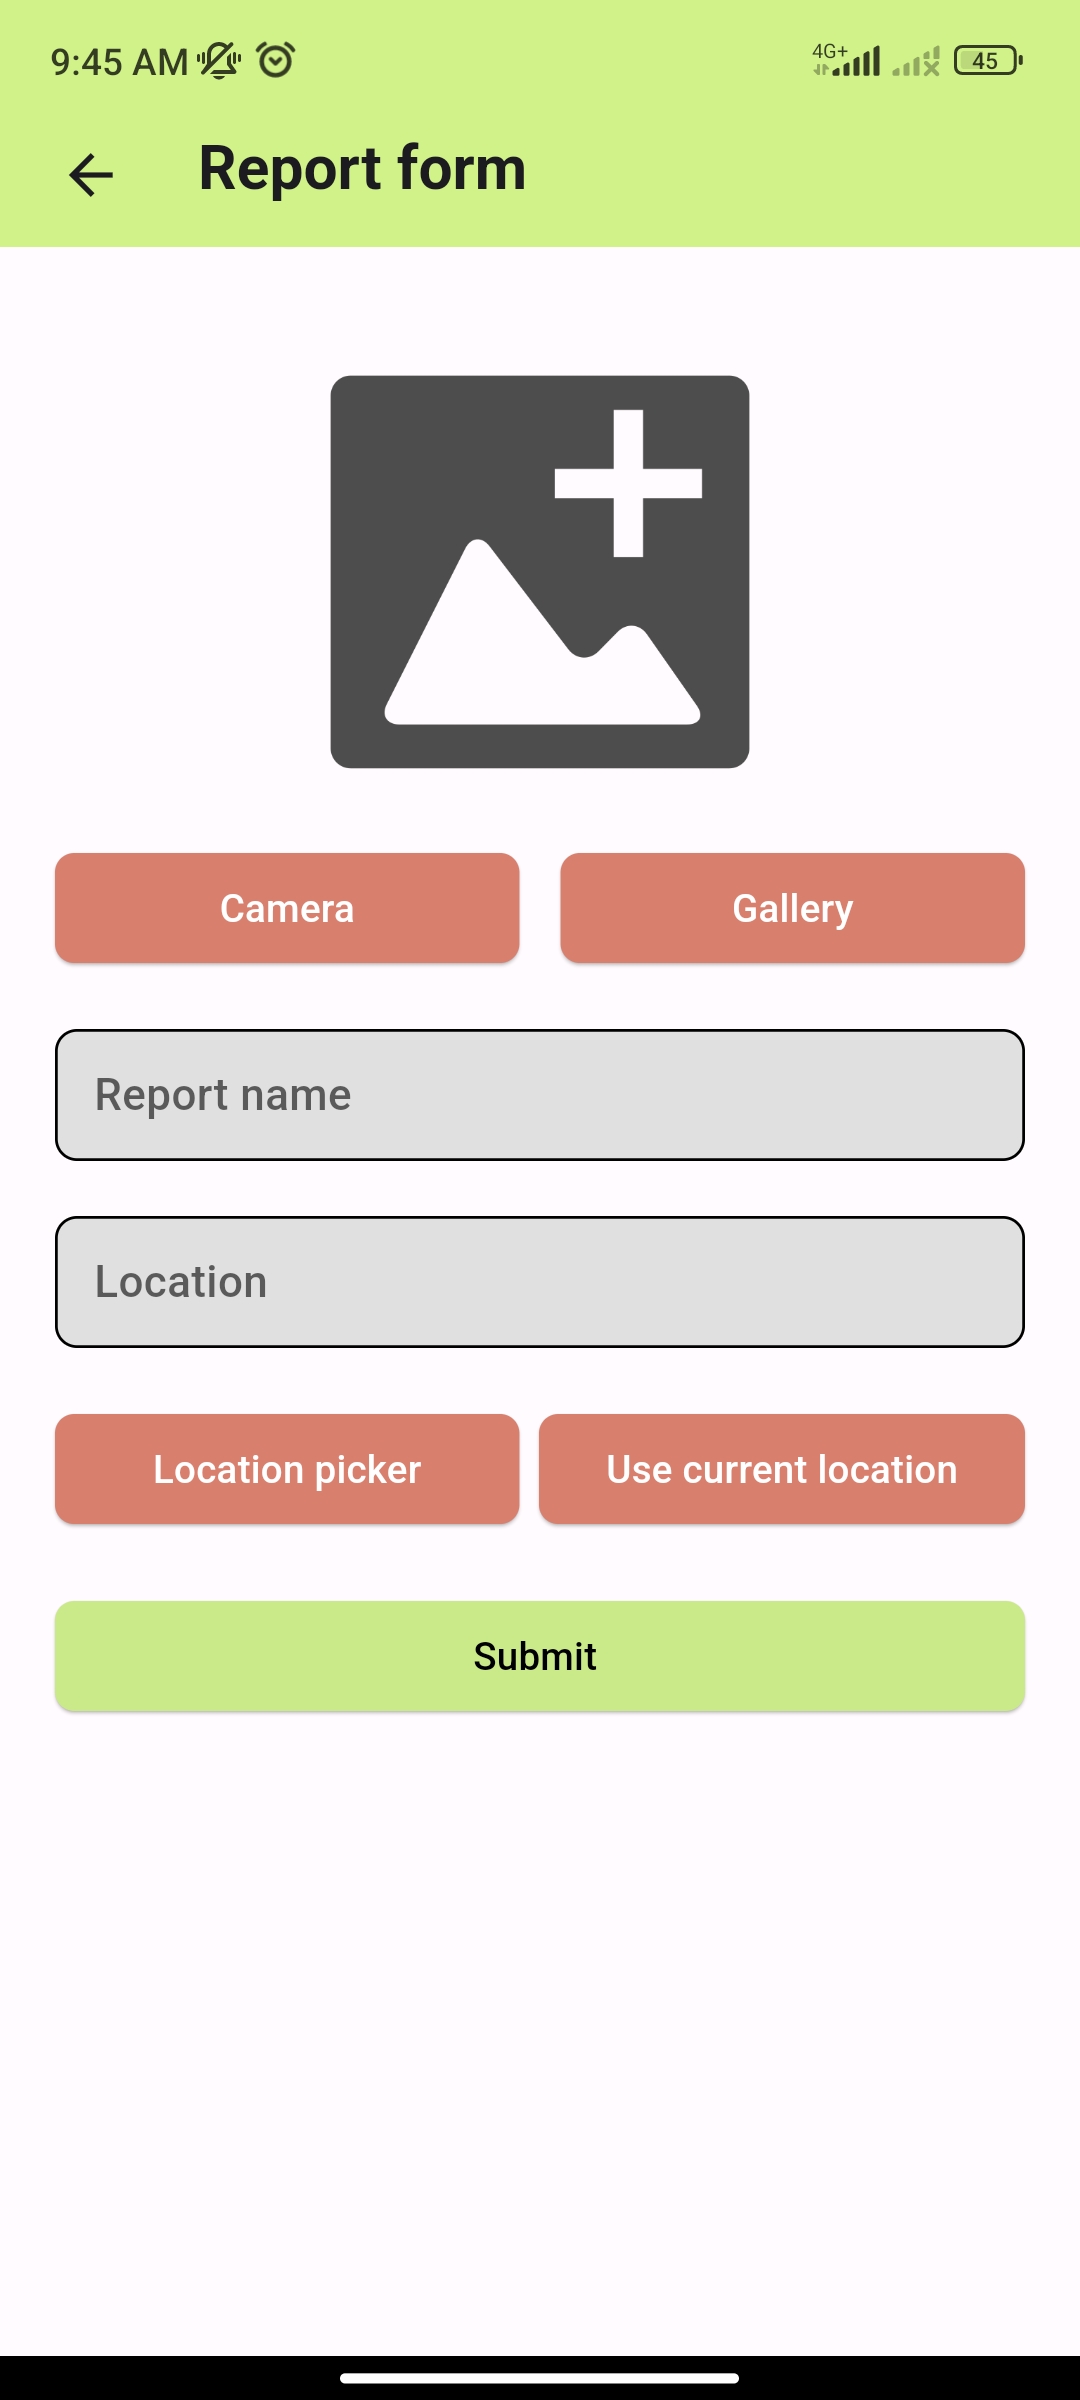 9:45 AM 4G+ 45
Report form
Camera Gallery
Report name
Location
Location picker Use current location
Submit